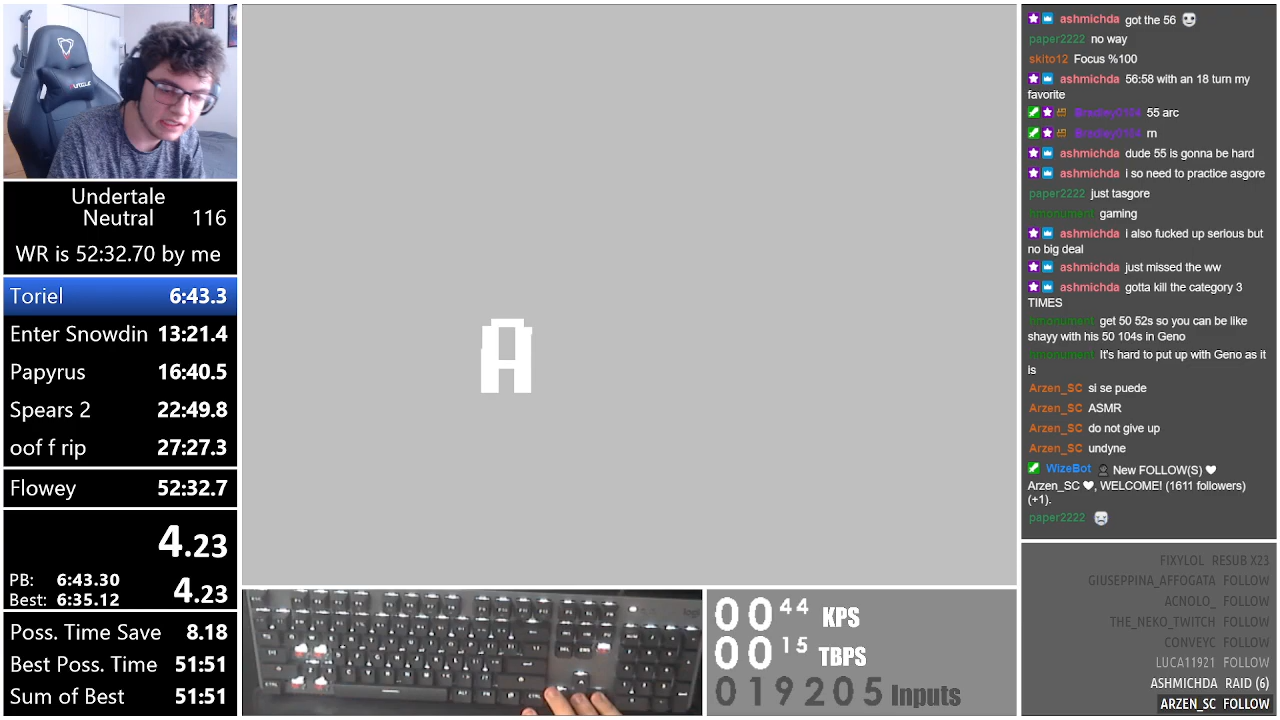 Undertale
Neutral 116
WR is 52:32.70 by me
Toriel 6:43.3
Enter Snowdin 13:21.4
Papyrus 16:40.5
Spears 2 22:49.8
oof f rip 27:27.3
Flowey 52:32.7
4.23
PB: 6:43.30
Best: 6:35.12
4.23
Poss. Time Save 8.18
Best Poss. Time 51:51
Sum of Best 51:51
A
00 44 KPS
00 15 TBPS
019205 Inputs
ashmichda got the 56
paper2222 no way
skito12 Focus %100
ashmichda 56:58 with an 18 turn my
favorite
55 arc
rn
ashmichda dude 55 is gonna be hard
ashmichda i so need to practice asgore
paper2222 just tasgore
gaming
ashmichda i also fucked up serious but
no big deal
ashmichda just missed the ww
ashmichda gotta kill the category 3
TIMES
get 50 52s so you can be like
shayy with his 50 104s in Geno
It's hard to put up with Geno as it
is
Arzen_SC si se puede
Arzen_SC ASMR
Arzen_SC do not give up
Arzen_SC undyne
WizeBot New FOLLOW(S)
Arzen_SC , WELCOME! (1611 followers)
(+1).
paper2222
FIXYLOL RESUB X23
GIUSEPPINA_AFFOGATA FOLLOW
ACNOLO_ FOLLOW
THE_NEKO_TWITCH FOLLOW
CONVEYC FOLLOW
LUCA11921 FOLLOW
ASHMICHDA RAID (6)
ARZEN_SC FOLLOW